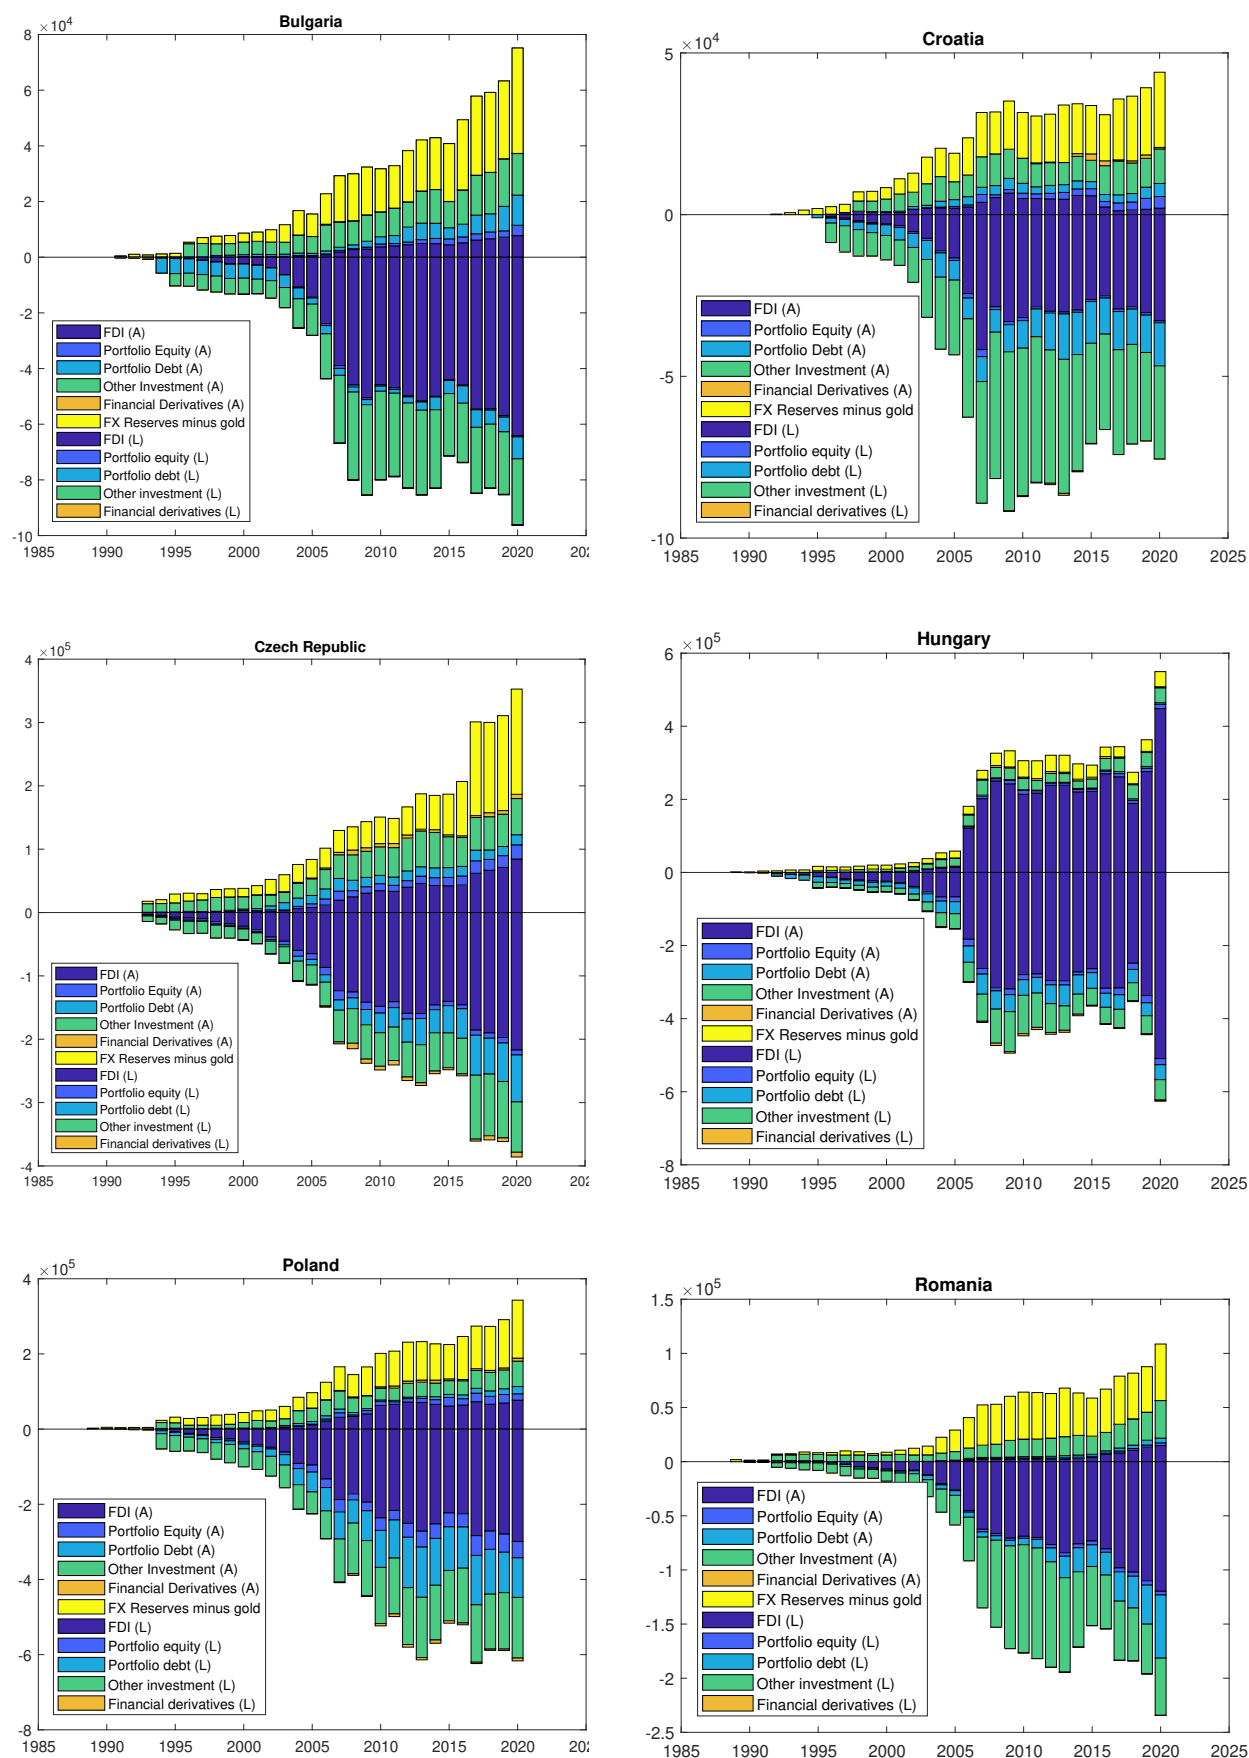 Bulgaria
×10^4
8
6
4
2
0
-2
-4
-6
-8
-10
FDI (A)
Portfolio Equity (A)
Portfolio Debt (A)
Other Investment (A)
Financial Derivatives (A)
FX Reserves minus gold
FDI (L)
Portfolio equity (L)
Portfolio debt (L)
Other investment (L)
Financial derivatives (L)
1985 1990 1995 2000 2005 2010 2015 2020 202
Croatia
×10^4
5
0
-5
-10
FDI (A)
Portfolio Equity (A)
Portfolio Debt (A)
Other Investment (A)
Financial Derivatives (A)
FX Reserves minus gold
FDI (L)
Portfolio equity (L)
Portfolio debt (L)
Other investment (L)
Financial derivatives (L)
1985 1990 1995 2000 2005 2010 2015 2020 2025
Czech Republic
×10^5
4
3
2
1
0
-1
-2
-3
-4
FDI (A)
Portfolio Equity (A)
Portfolio Debt (A)
Other Investment (A)
Financial Derivatives (A)
FX Reserves minus gold
FDI (L)
Portfolio equity (L)
Portfolio debt (L)
Other investment (L)
Financial derivatives (L)
1985 1990 1995 2000 2005 2010 2015 2020 202
Hungary
×10^5
6
4
2
0
-2
-4
-6
-8
FDI (A)
Portfolio Equity (A)
Portfolio Debt (A)
Other Investment (A)
Financial Derivatives (A)
FX Reserves minus gold
FDI (L)
Portfolio equity (L)
Portfolio debt (L)
Other investment (L)
Financial derivatives (L)
1985 1990 1995 2000 2005 2010 2015 2020 2025
Poland
×10^5
4
2
0
-2
-4
-6
-8
FDI (A)
Portfolio Equity (A)
Portfolio Debt (A)
Other Investment (A)
Financial Derivatives (A)
FX Reserves minus gold
FDI (L)
Portfolio equity (L)
Portfolio debt (L)
Other investment (L)
Financial derivatives (L)
1985 1990 1995 2000 2005 2010 2015 2020 202
Romania
×10^5
1.5
1
0.5
0
-0.5
-1
-1.5
-2
-2.5
FDI (A)
Portfolio Equity (A)
Portfolio Debt (A)
Other Investment (A)
Financial Derivatives (A)
FX Reserves minus gold
FDI (L)
Portfolio equity (L)
Portfolio debt (L)
Other investment (L)
Financial derivatives (L)
1985 1990 1995 2000 2005 2010 2015 2020 2025